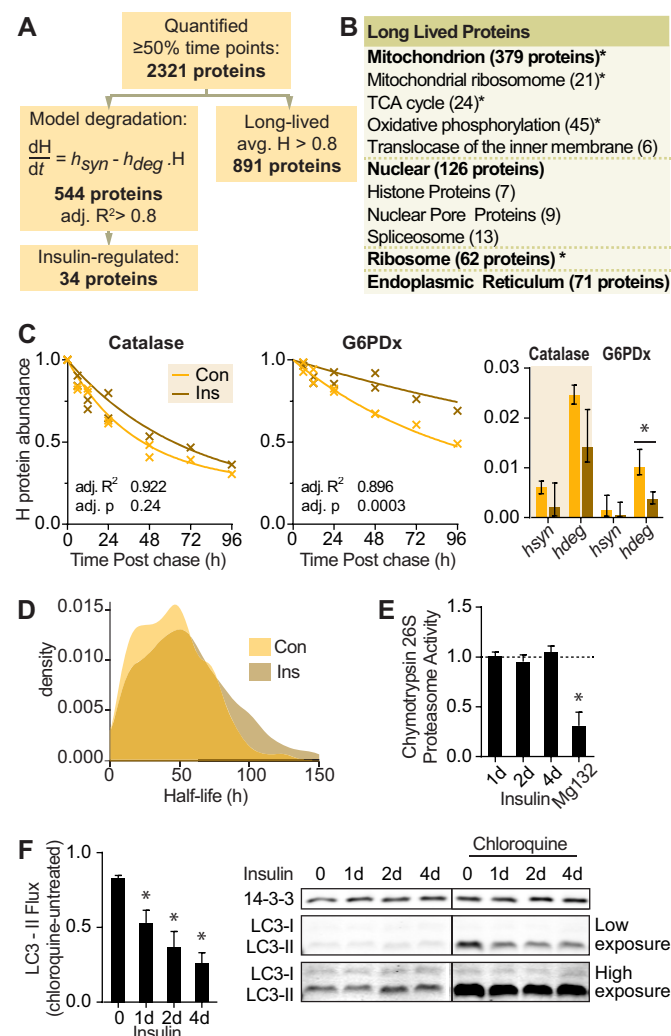 A
Quantified
≥50% time points:
2321 proteins
Model degradation:
dH
dt
= hsyn - hdeg .H
544 proteins
adj. R²> 0.8
Long-lived
avg. H > 0.8
891 proteins
Insulin-regulated:
34 proteins
B
Long Lived Proteins
Mitochondrion (379 proteins)*
Mitochondrial ribosomome (21)*
TCA cycle (24)*
Oxidative phosphorylation (45)*
Translocase of the inner membrane (6)
Nuclear (126 proteins)
Histone Proteins (7)
Nuclear Pore Proteins (9)
Spliceosome (13)
Ribosome (62 proteins) *
Endoplasmic Reticulum (71 proteins)
C
Catalase
H protein abundance
1.0
0.5
0.0
Con
Ins
adj. R² 0.922
adj. p 0.24
0 24 48 72 96
Time Post chase (h)
G6PDx
1.0
0.5
0.0
adj. R² 0.896
adj. p 0.0003
0 24 48 72 96
Time Post chase (h)
Catalase G6PDx
0.03
0.02
0.01
0.00
*
hsyn hdeg hsyn hdeg
D
density
0.015
0.010
0.005
0.000
Con
Ins
0 50 100 150
Half-life (h)
E
Chymotrypsin 26S
Proteasome Activity
1.5
1.0
0.5
0.0
*
1d 2d 4d Mg132
Insulin
F
LC3 - II Flux
(chloroquine-untreated)
1.0
0.5
0
* * *
0 1d 2d 4d
Insulin
Chloroquine
Insulin 0 1d 2d 4d 0 1d 2d 4d
14-3-3
LC3-I
LC3-II
Low
exposure
LC3-I
LC3-II
High
exposure